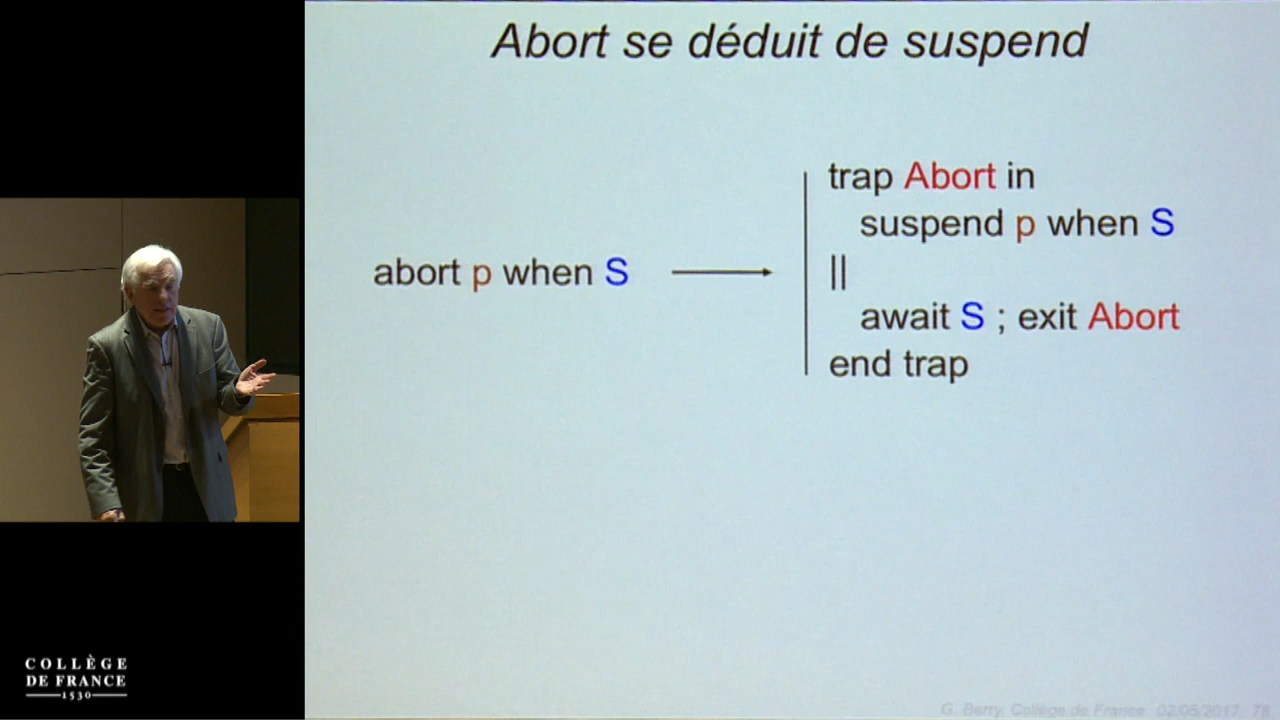 Abort se déduit de suspend
abort p when S
trap Abort in
suspend p when S
||
await S ; exit Abort
end trap
COLLÈGE
DE FRANCE
1530
G. Berry, Collège de France 02/05/2017 78